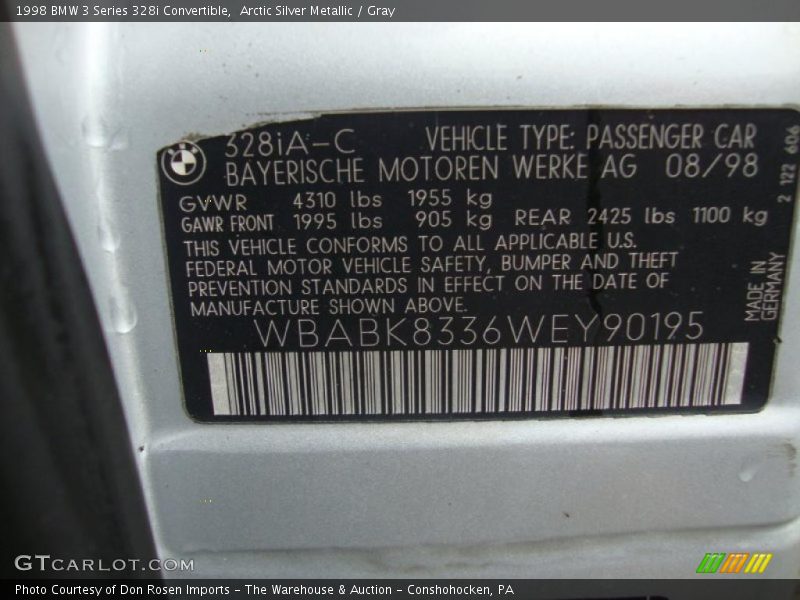 1998 BMW 3 Series 328i Convertible, Arctic Silver Metallic / Gray
328iA-C VEHICLE TYPE: PASSENGER CAR
BAYERISCHE MOTOREN WERKE AG 08/98
GVWR 4310 lbs 1955 kg
GAWR FRONT 1995 lbs 905 kg REAR 2425 lbs 1100 kg
THIS VEHICLE CONFORMS TO ALL APPLICABLE U.S.
FEDERAL MOTOR VEHICLE SAFETY, BUMPER AND THEFT
PREVENTION STANDARDS IN EFFECT ON THE DATE OF
MANUFACTURE SHOWN ABOVE.
WBABK8336WEY90195
2 122 606
MADE IN
GERMANY
GTCARLOT.COM
Photo Courtesy of Don Rosen Imports - The Warehouse & Auction - Conshohocken, PA